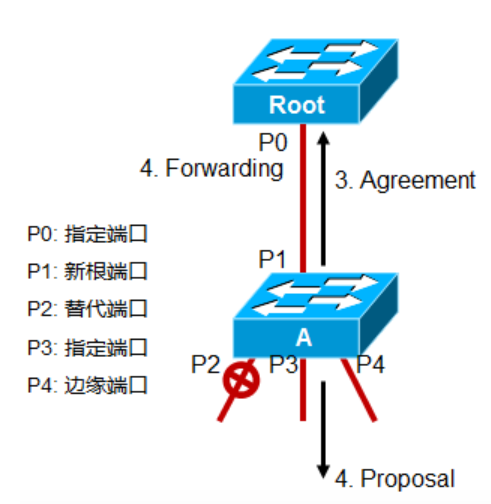 Root
P0
4. Forwarding
3. Agreement
P0: 指定端口
P1: 新根端口
P2: 替代端口
P3: 指定端口
P4: 边缘端口
P1
A
P2
P3
P4
4. Proposal